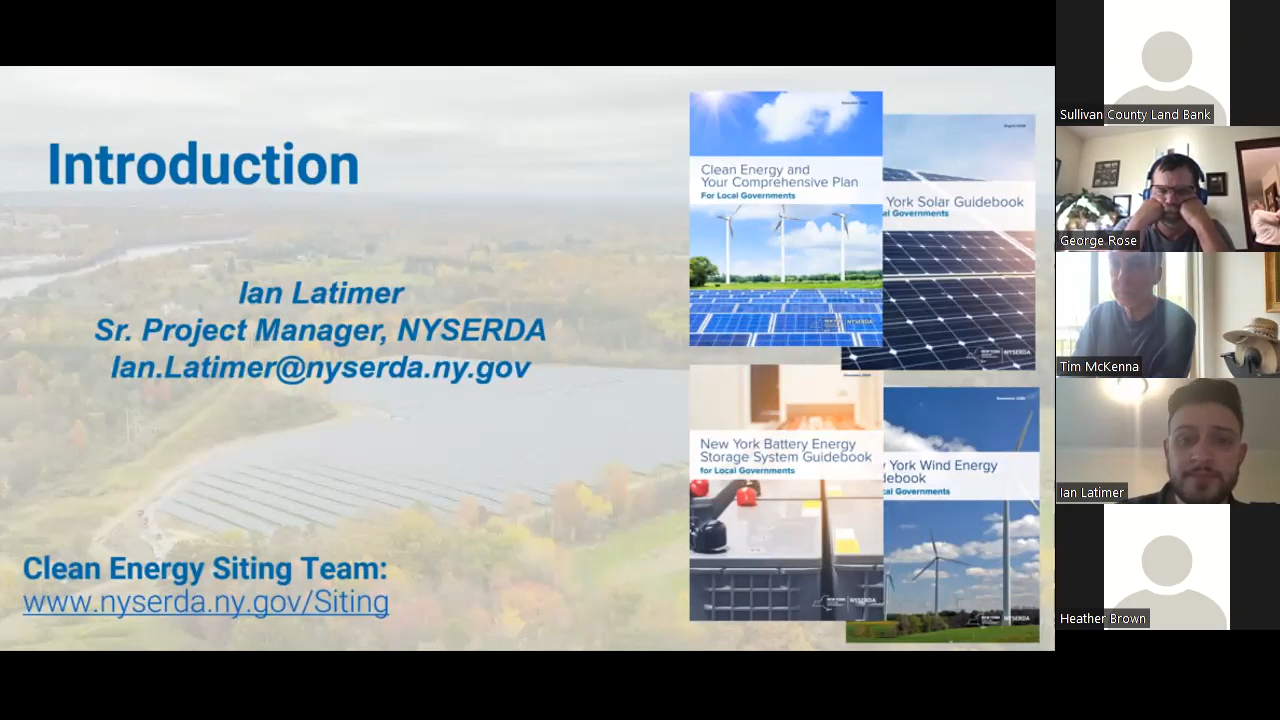 Introduction
Ian Latimer
Sr. Project Manager, NYSERDA
Ian.Latimer@nyserda.ny.gov
Clean Energy Siting Team:
www.nyserda.ny.gov/Siting
Clean Energy and
Your Comprehensive Plan
For Local Governments
NYSERDA
York Solar Guidebook
al Governments
NYSERDA
New York Battery Energy
Storage System Guidebook
for Local Governments
NYSERDA
York Wind Energy
debook
al Governments
NYSERDA
Sullivan County Land Bank
George Rose
Tim McKenna
Ian Latimer
Heather Brown